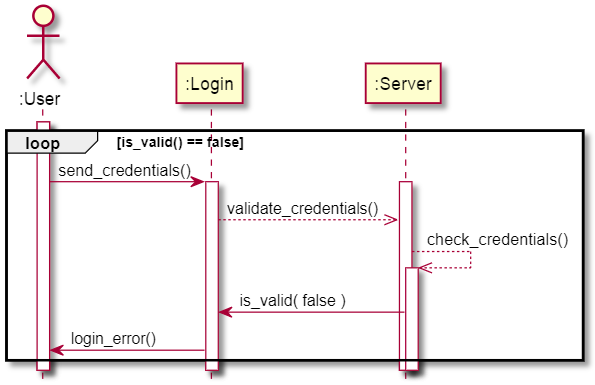 :User
:Login
:Server
loop
[is_valid() == false]
send_credentials()
validate_credentials()
check_credentials()
is_valid( false )
login_error()